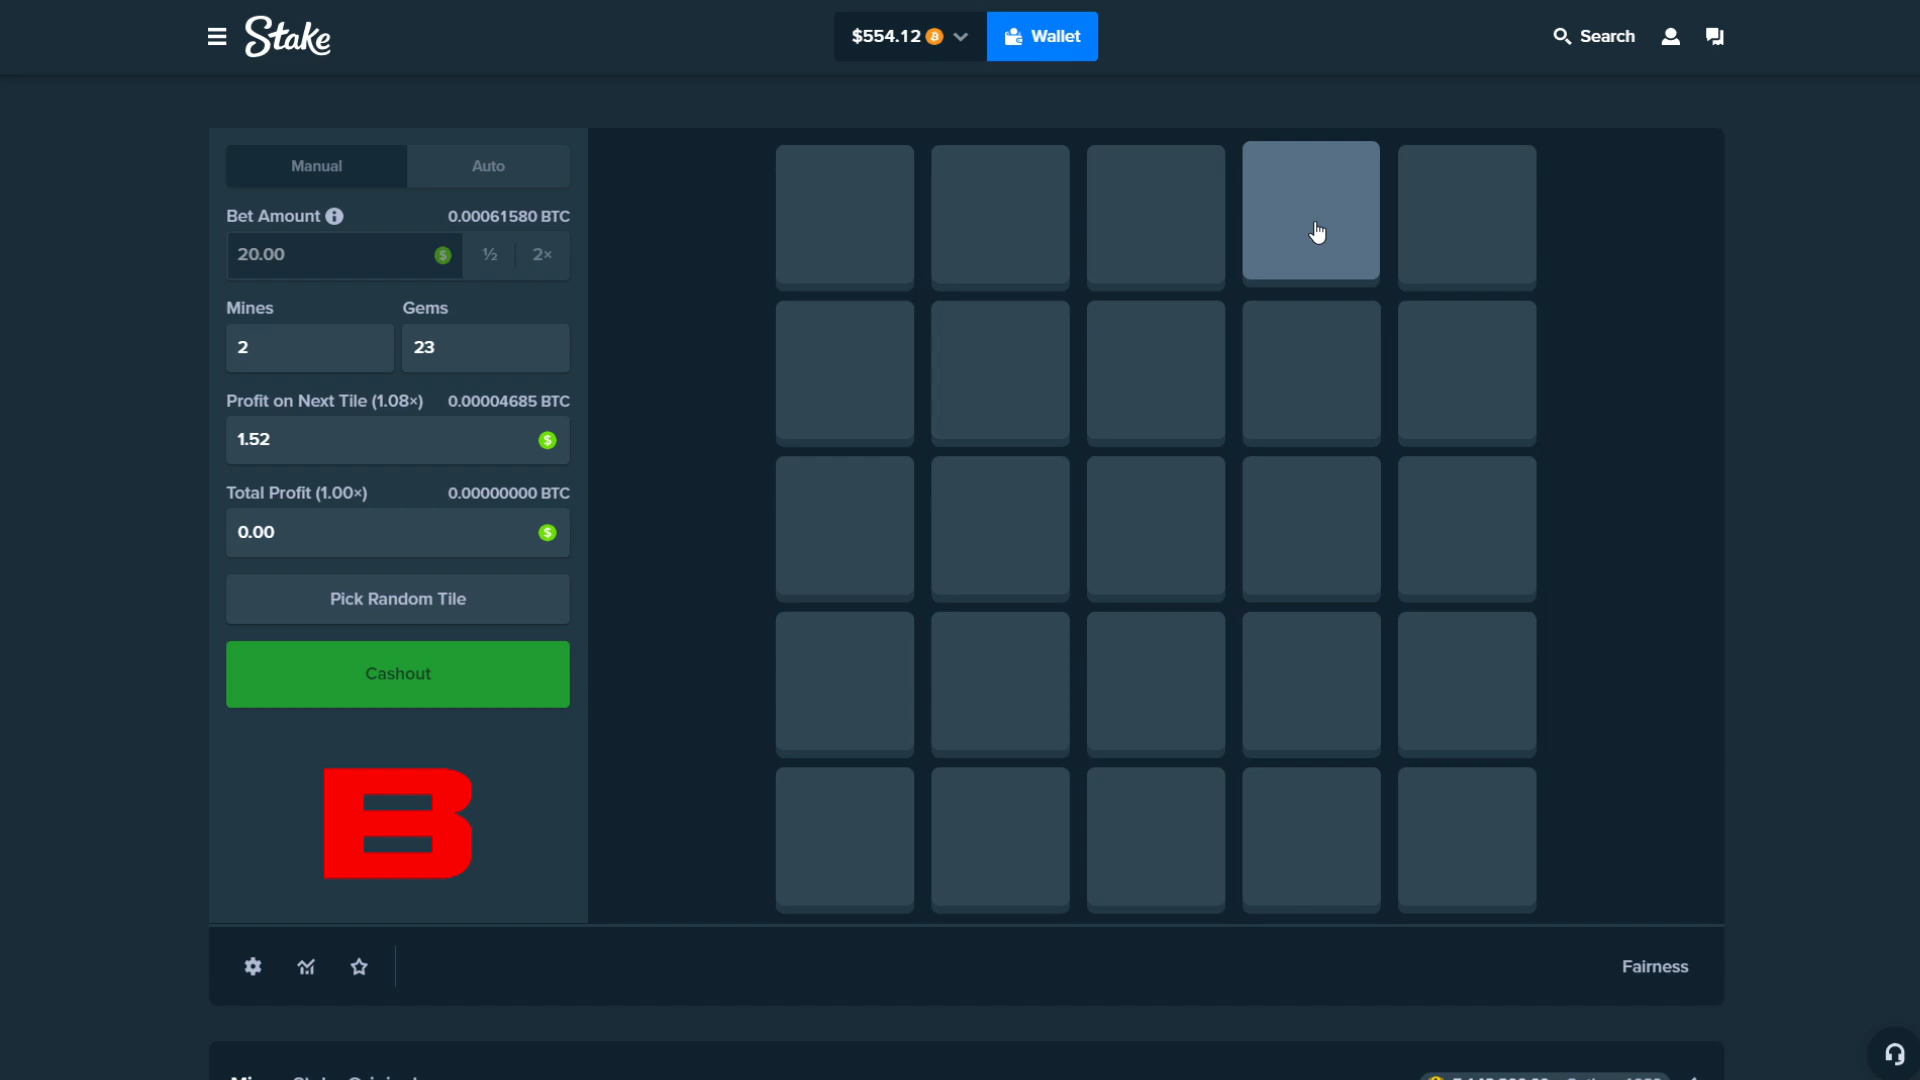 Stake
$554.12
Wallet
Search
Manual
Auto
Bet Amount
0.00061580 BTC
20.00
½
2×
Mines
Gems
2
23
Profit on Next Tile (1.08×)
0.00004685 BTC
1.52
Total Profit (1.00×)
0.00000000 BTC
0.00
Pick Random Tile
Cashout
B
Fairness